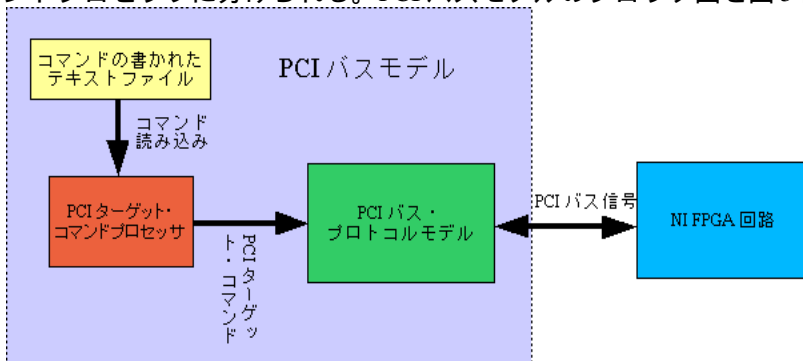 コマンドの書かれた
テキストファイル
PCI バスモデル
コマンド
読み込み
PCI ターゲット・
コマンドプロセッサ
PCI バス・
プロトコルモデル
PCI バス信号
NI FPGA 回路
PCI ターゲッ
ト・コマンド